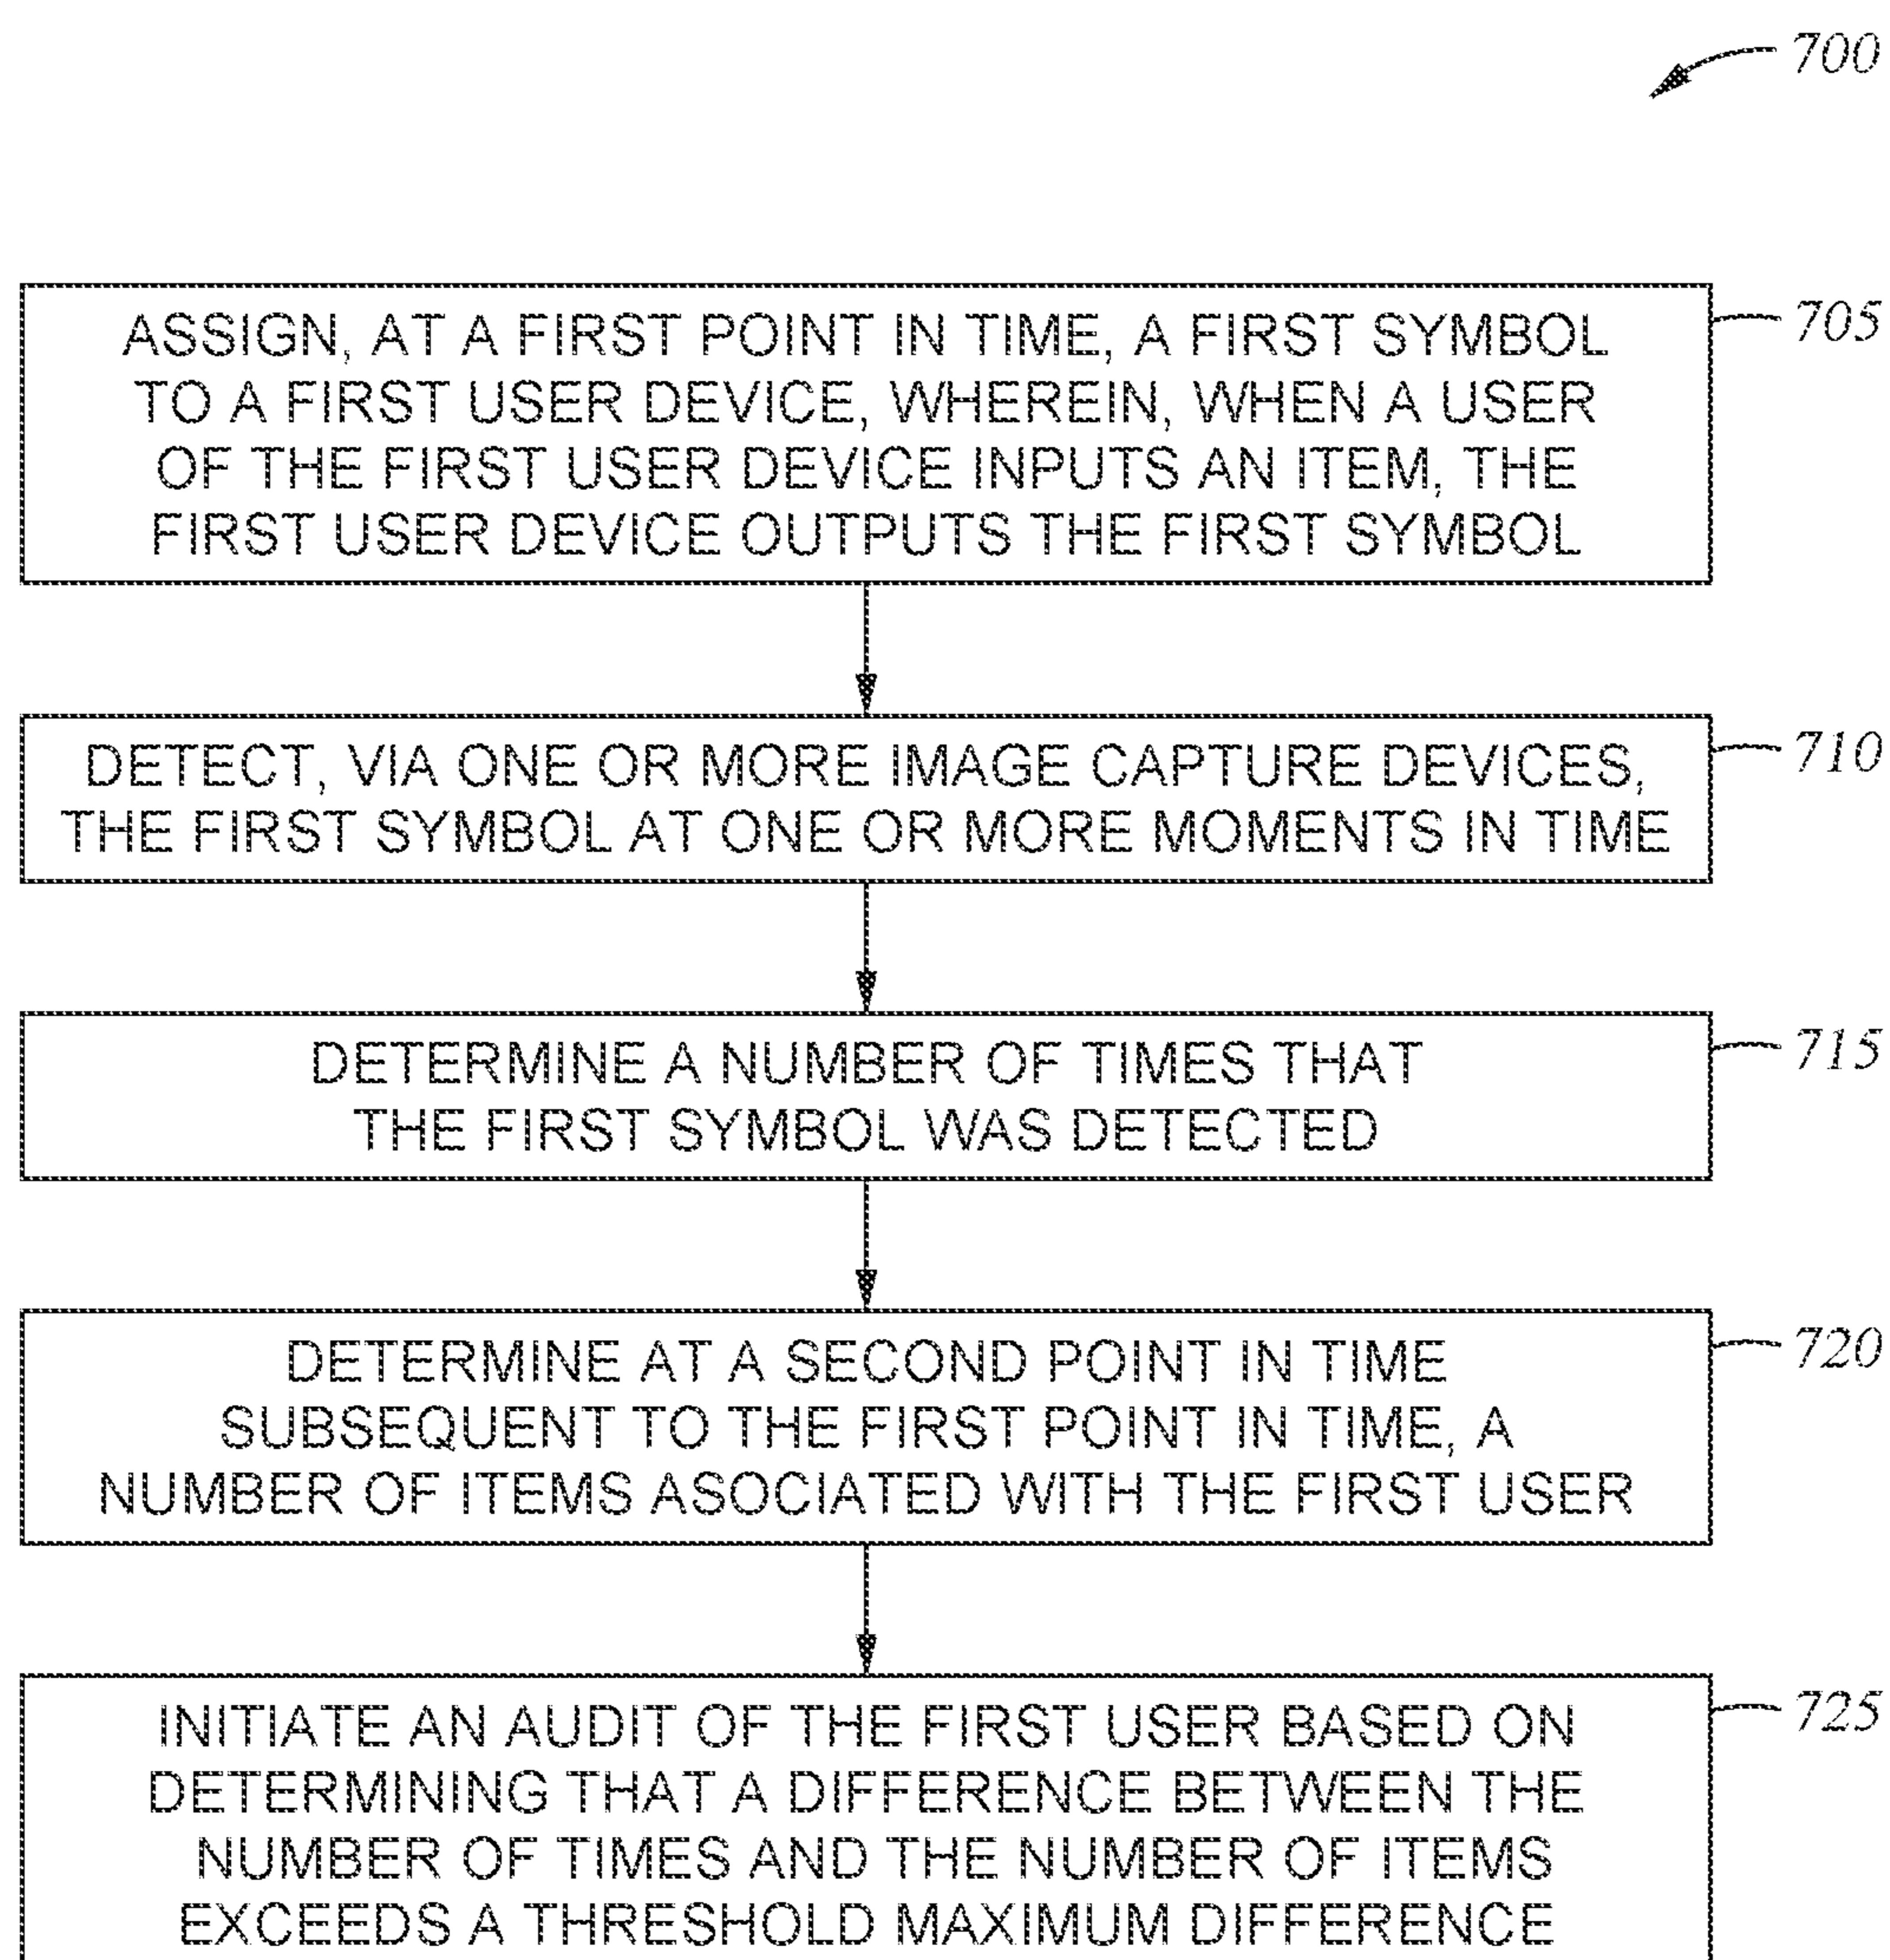 700
ASSIGN, AT A FIRST POINT IN TIME, A FIRST SYMBOL
TO A FIRST USER DEVICE, WHEREIN, WHEN A USER
OF THE FIRST USER DEVICE INPUTS AN ITEM, THE
FIRST USER DEVICE OUTPUTS THE FIRST SYMBOL
705
DETECT, VIA ONE OR MORE IMAGE CAPTURE DEVICES,
THE FIRST SYMBOL AT ONE OR MORE MOMENTS IN TIME
710
DETERMINE A NUMBER OF TIMES THAT
THE FIRST SYMBOL WAS DETECTED
715
DETERMINE AT A SECOND POINT IN TIME
SUBSEQUENT TO THE FIRST POINT IN TIME, A
NUMBER OF ITEMS ASOCIATED WITH THE FIRST USER
720
INITIATE AN AUDIT OF THE FIRST USER BASED ON
DETERMINING THAT A DIFFERENCE BETWEEN THE
NUMBER OF TIMES AND THE NUMBER OF ITEMS
EXCEEDS A THRESHOLD MAXIMUM DIFFERENCE
725